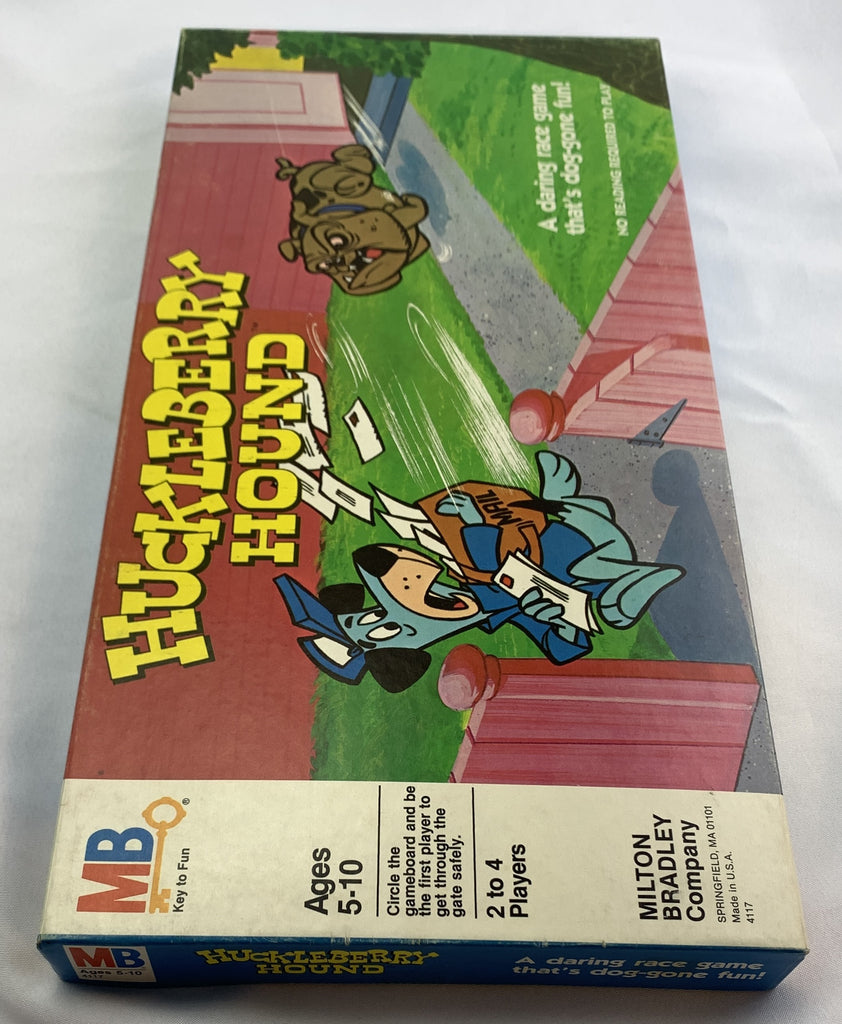 HUCKLEBERRY
HOUND
™
A daring race game
that's dog-gone fun!
NO READING REQUIRED TO PLAY
MAIL
MB
®
Key to Fun
Ages
5-10
Circle the
gameboard and be
the first player to
get through the
gate safely.
2 to 4
Players
MILTON
BRADLEY
Company
SPRINGFIELD, MA 01101
Made in U.S.A.
4117
MB
Ages 5-10
4117
HUCKLEBERRY
HOUND
A daring race game
that's dog-gone fun!